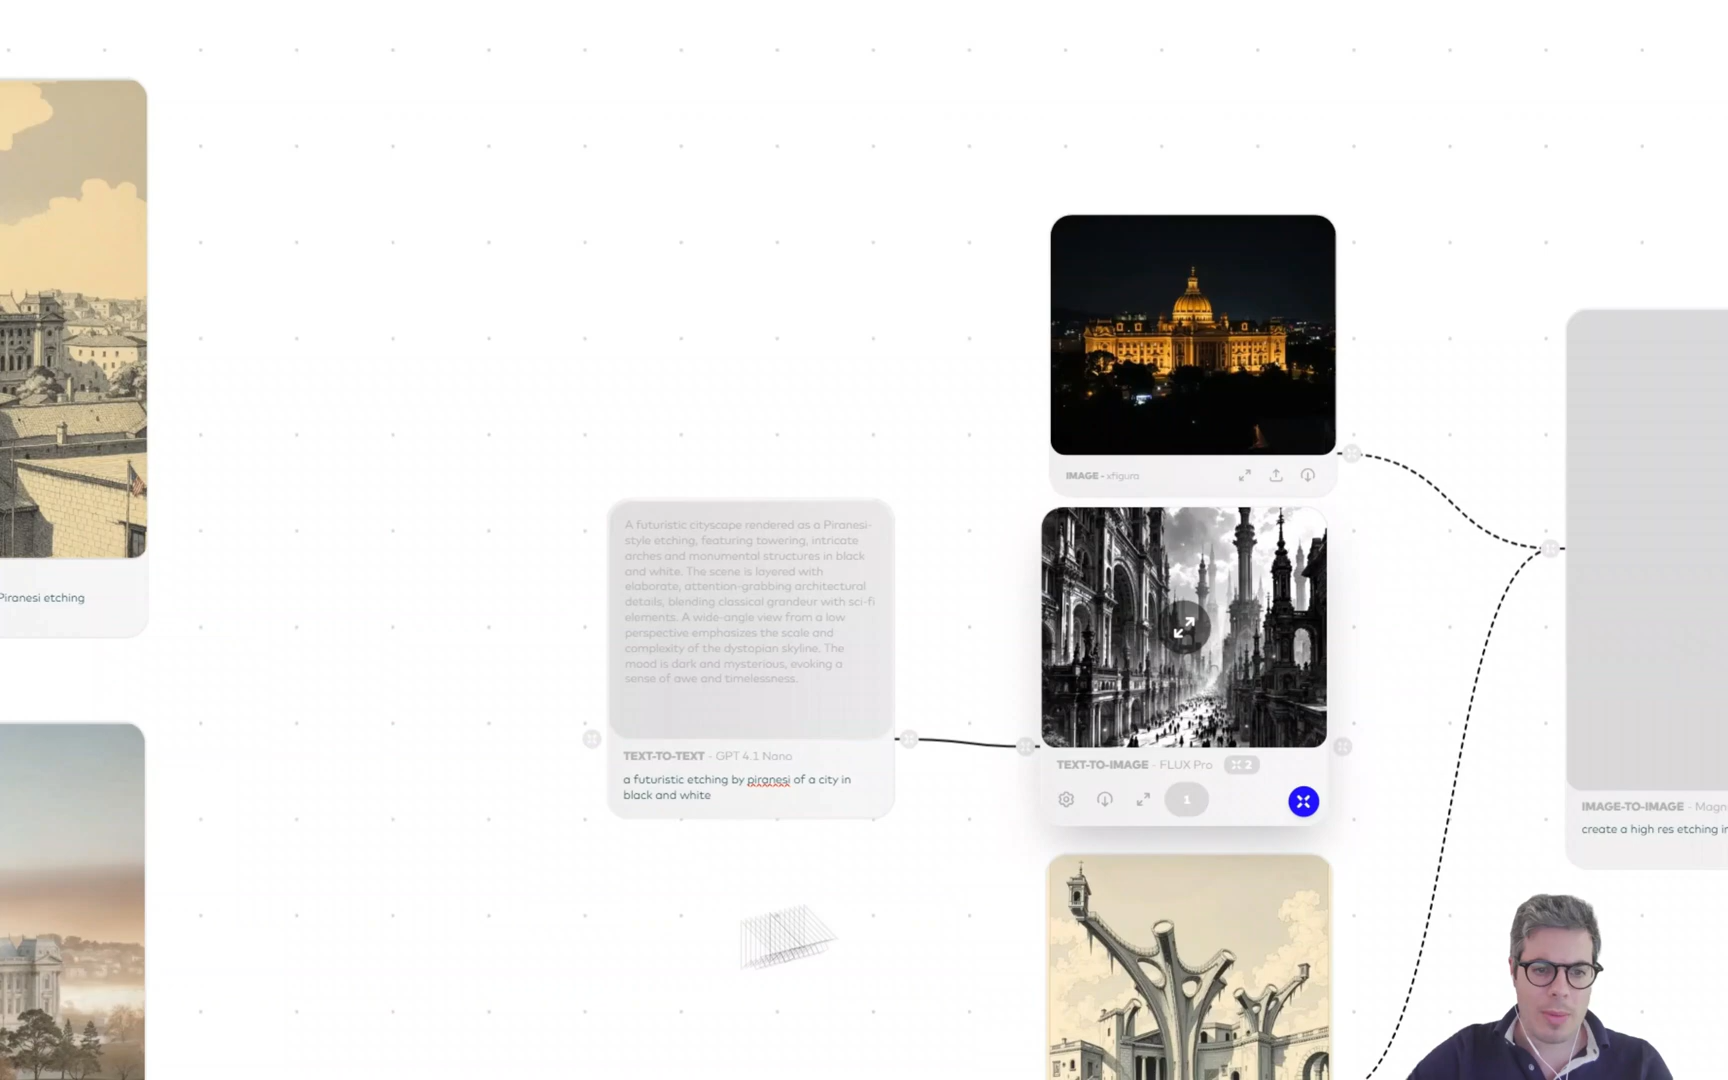 Piranesi etching
A futuristic cityscape rendered as a Piranesi-
style etching, featuring towering, intricate
arches and monumental structures in black
and white. The scene is layered with
elaborate, attention-grabbing architectural
details, blending classical grandeur with sci-fi
elements. A wide-angle view from a low
perspective emphasizes the scale and
complexity of the dystopian skyline. The
mood is dark and mysterious, evoking a
sense of awe and timelessness.
TEXT-TO-TEXT - GPT 4.1 Nano
a futuristic etching by piranesi of a city in
black and white
IMAGE - xfigura
TEXT-TO-IMAGE - FLUX Pro 2
1
IMAGE-TO-IMAGE - Magn
create a high res etching in